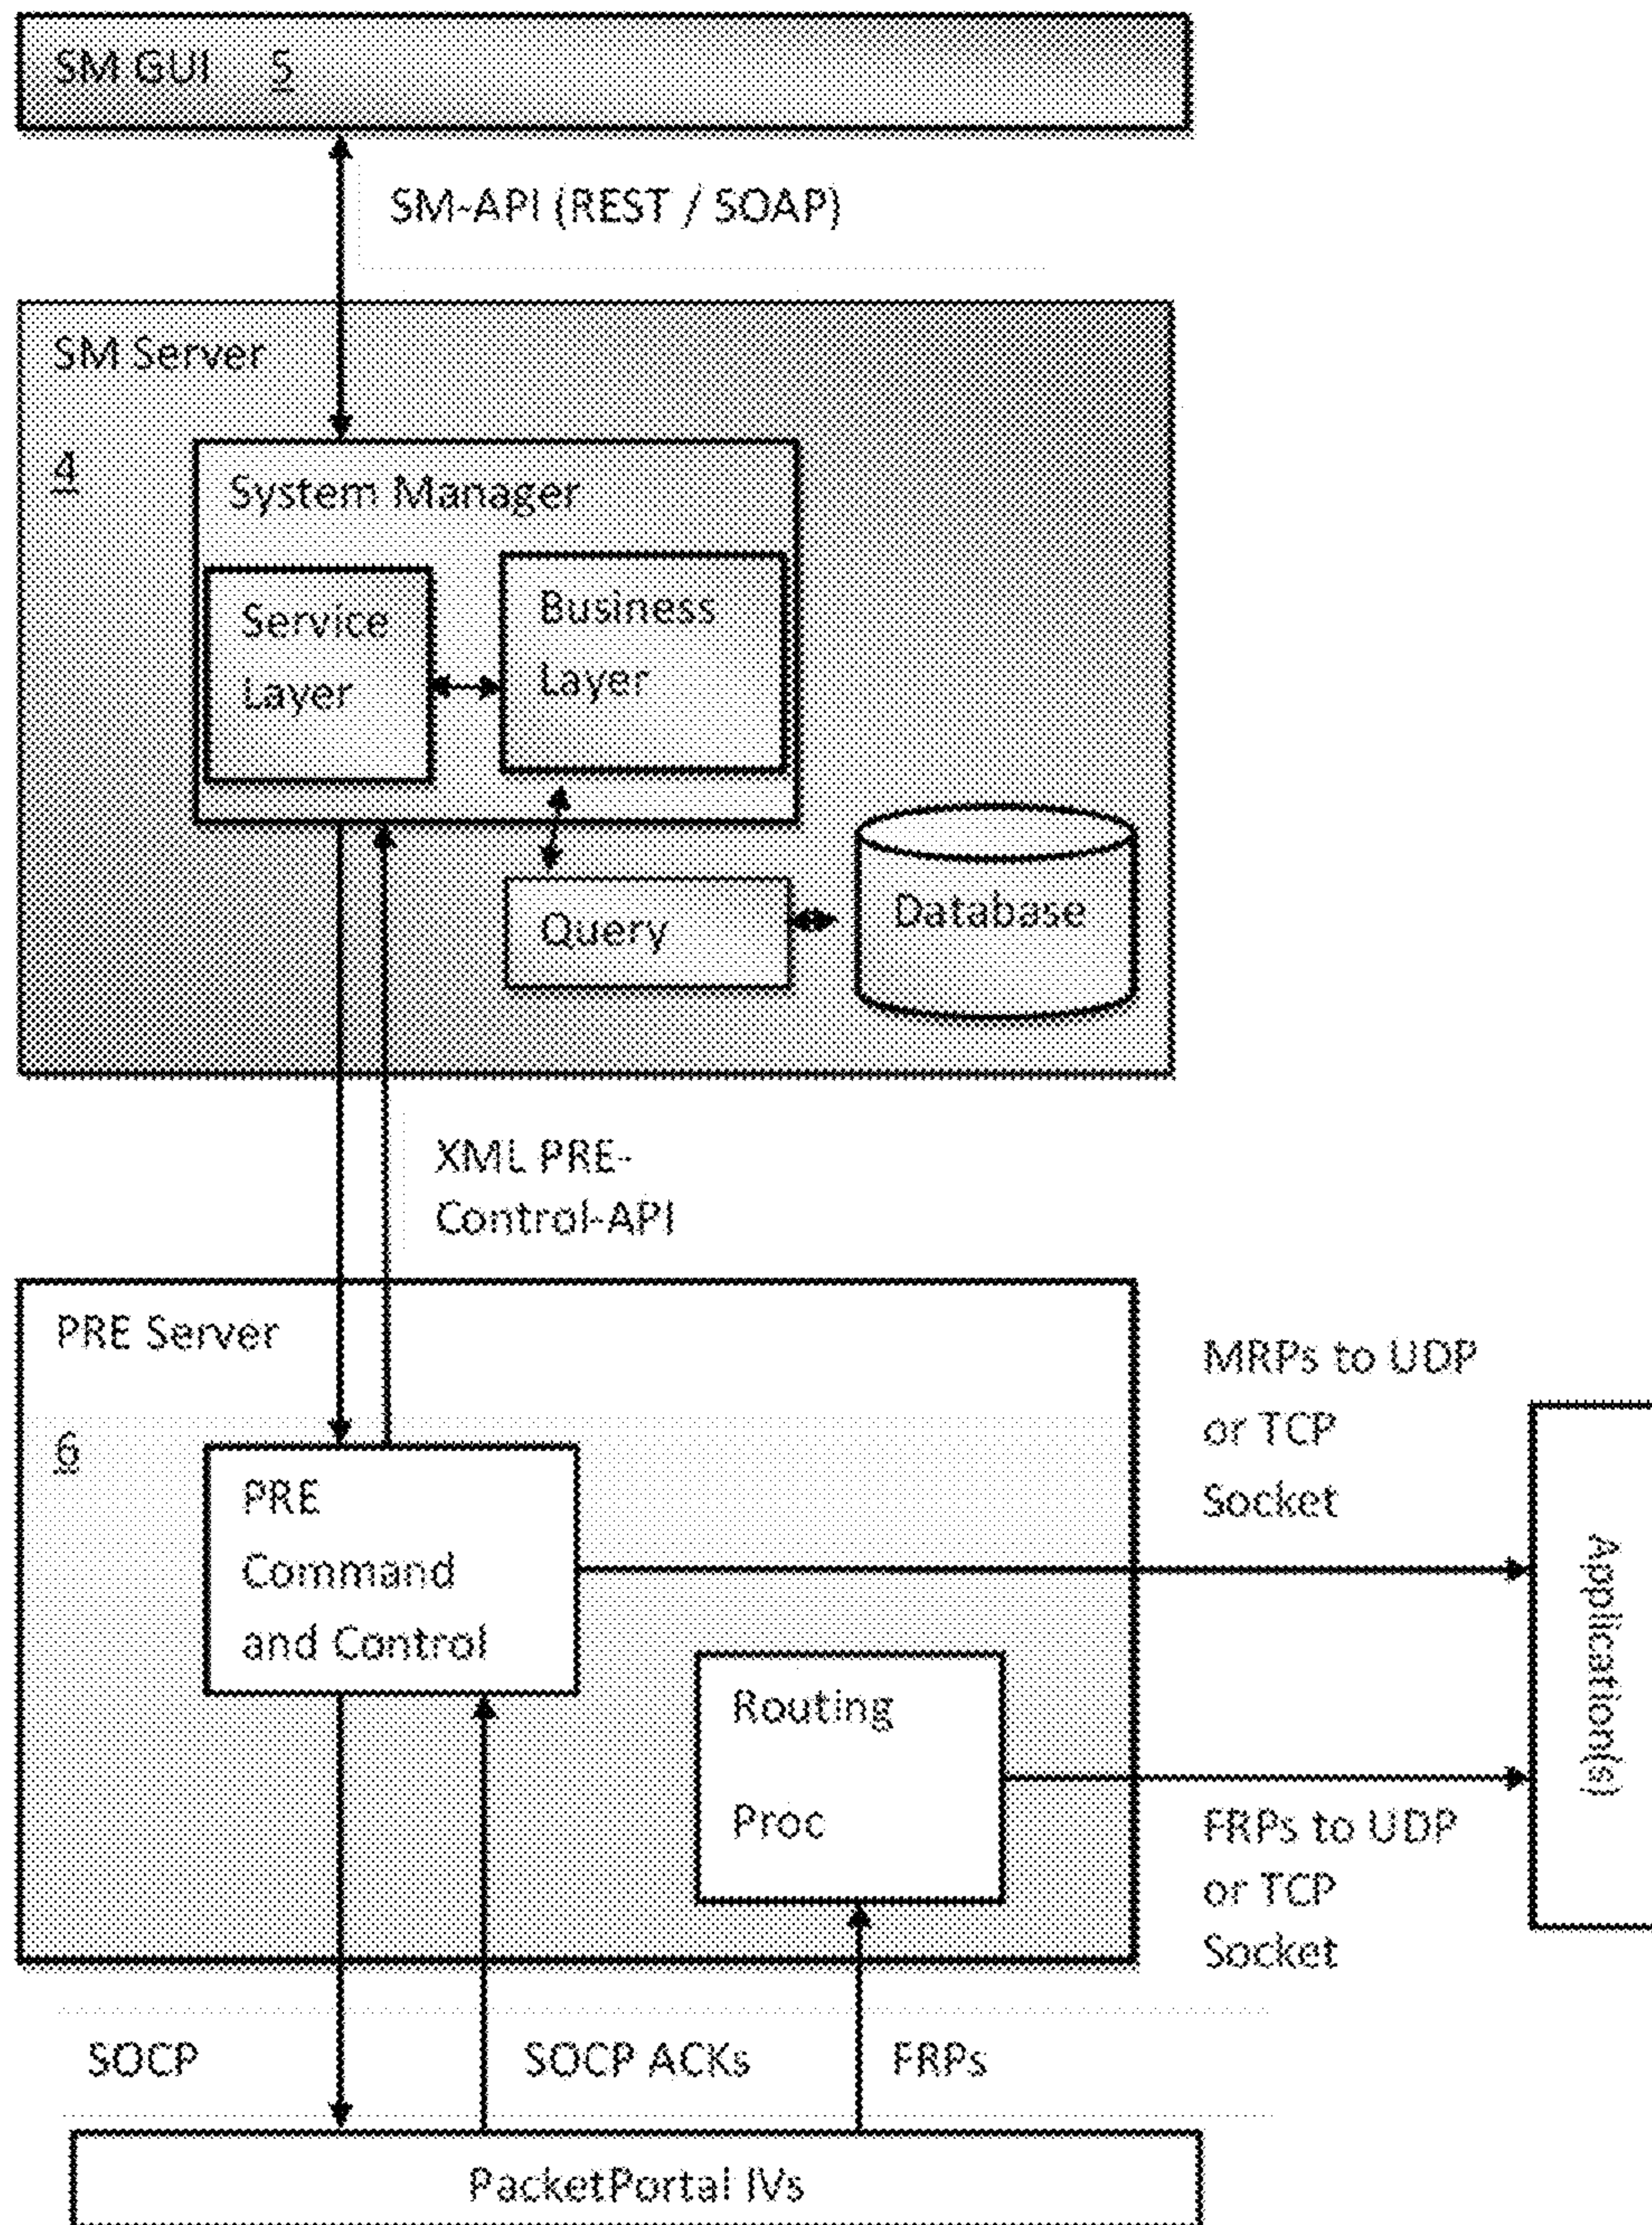 SM GUI 5
SM-API (REST / SOAP)
SM Server
4
System Manager
Service
Layer
Business
Layer
Query
Database
XML PRE-
Control-API
PRE Server
6
PRE
Command
and Control
Routing
Proc
MRPs to UDP
or TCP
Socket
Application(s)
FRPs to UDP
or TCP
Socket
SOCP
SOCP ACKs
FRPs
PacketPortal IVs